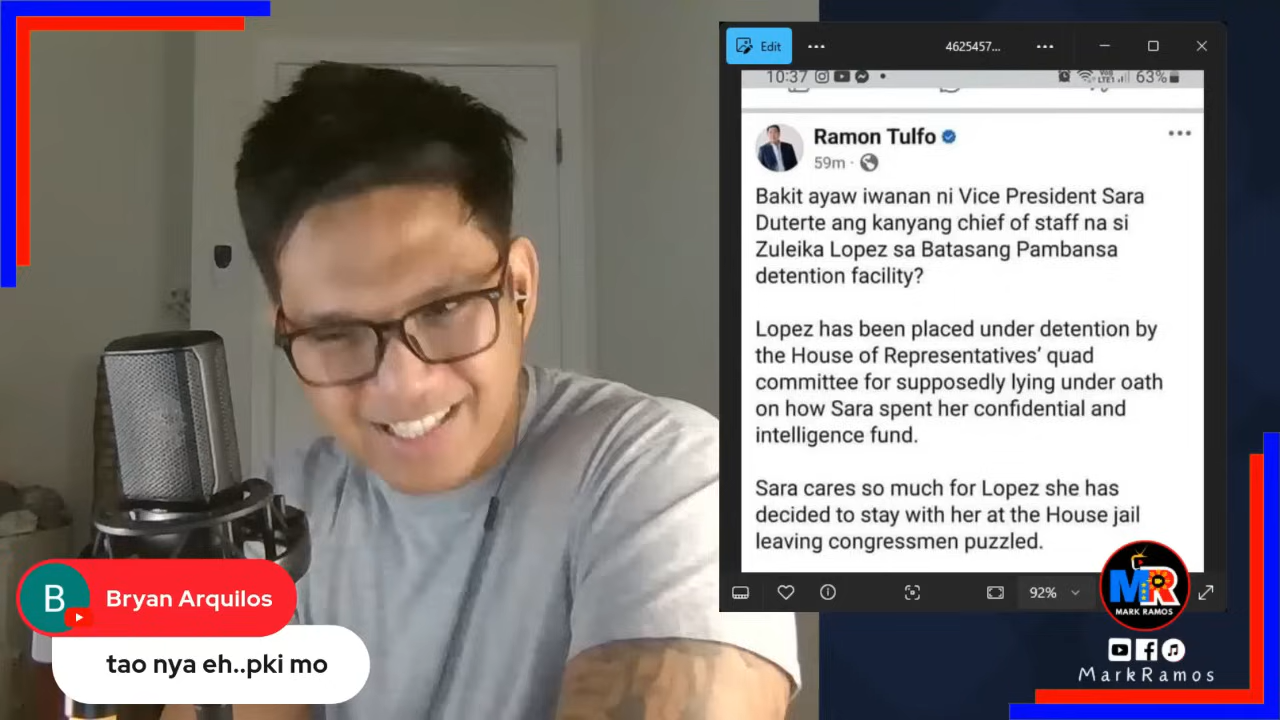 Edit
4625457...
10:37
63%
Ramon Tulfo
59m
Bakit ayaw iwanan ni Vice President Sara
Duterte ang kanyang chief of staff na si
Zuleika Lopez sa Batasang Pambansa
detention facility?
Lopez has been placed under detention by
the House of Representatives’ quad
committee for supposedly lying under oath
on how Sara spent her confidential and
intelligence fund.
Sara cares so much for Lopez she has
decided to stay with her at the House jail
leaving congressmen puzzled.
92%
B
Bryan Arquilos
tao nya eh..pki mo
MR
MARK RAMOS
MarkRamos